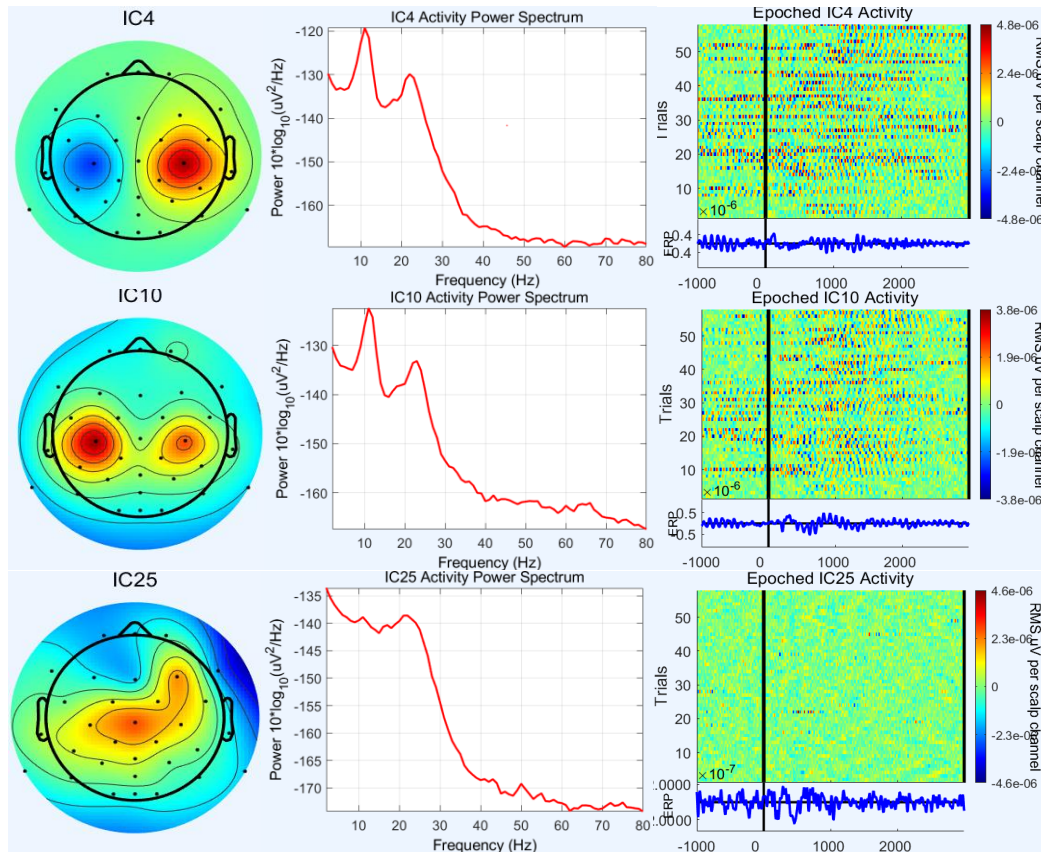 IC4
IC4 Activity Power Spectrum
Power 10*log10(uV2/Hz)
-120
-130
-140
-150
-160
10 20 30 40 50 60 70 80
Frequency (Hz)
Epoched IC4 Activity
Trials
50
40
30
20
10
×10-6
4.8e-06
2.4e-06
0
-2.4e-06
-4.8e-06
RMS uV per scalp channel
ERP
0.4
0.4
-1000 0 1000 2000
IC10
IC10 Activity Power Spectrum
Power 10*log10(uV2/Hz)
-130
-140
-150
-160
10 20 30 40 50 60 70 80
Frequency (Hz)
Epoched IC10 Activity
Trials
50
40
30
20
10
×10-6
3.8e-06
1.9e-06
0
-1.9e-06
-3.8e-06
RMS uV per scalp channel
ERP
0.5
0.5
-1000 0 1000 2000
IC25
IC25 Activity Power Spectrum
Power 10*log10(uV2/Hz)
-135
-140
-145
-150
-155
-160
-165
-170
10 20 30 40 50 60 70 80
Frequency (Hz)
Epoched IC25 Activity
Trials
50
40
30
20
10
×10-7
4.6e-06
2.3e-06
0
-2.3e-06
-4.6e-06
RMS uV per scalp channel
ERP
.0000
.0000
-1000 0 1000 2000